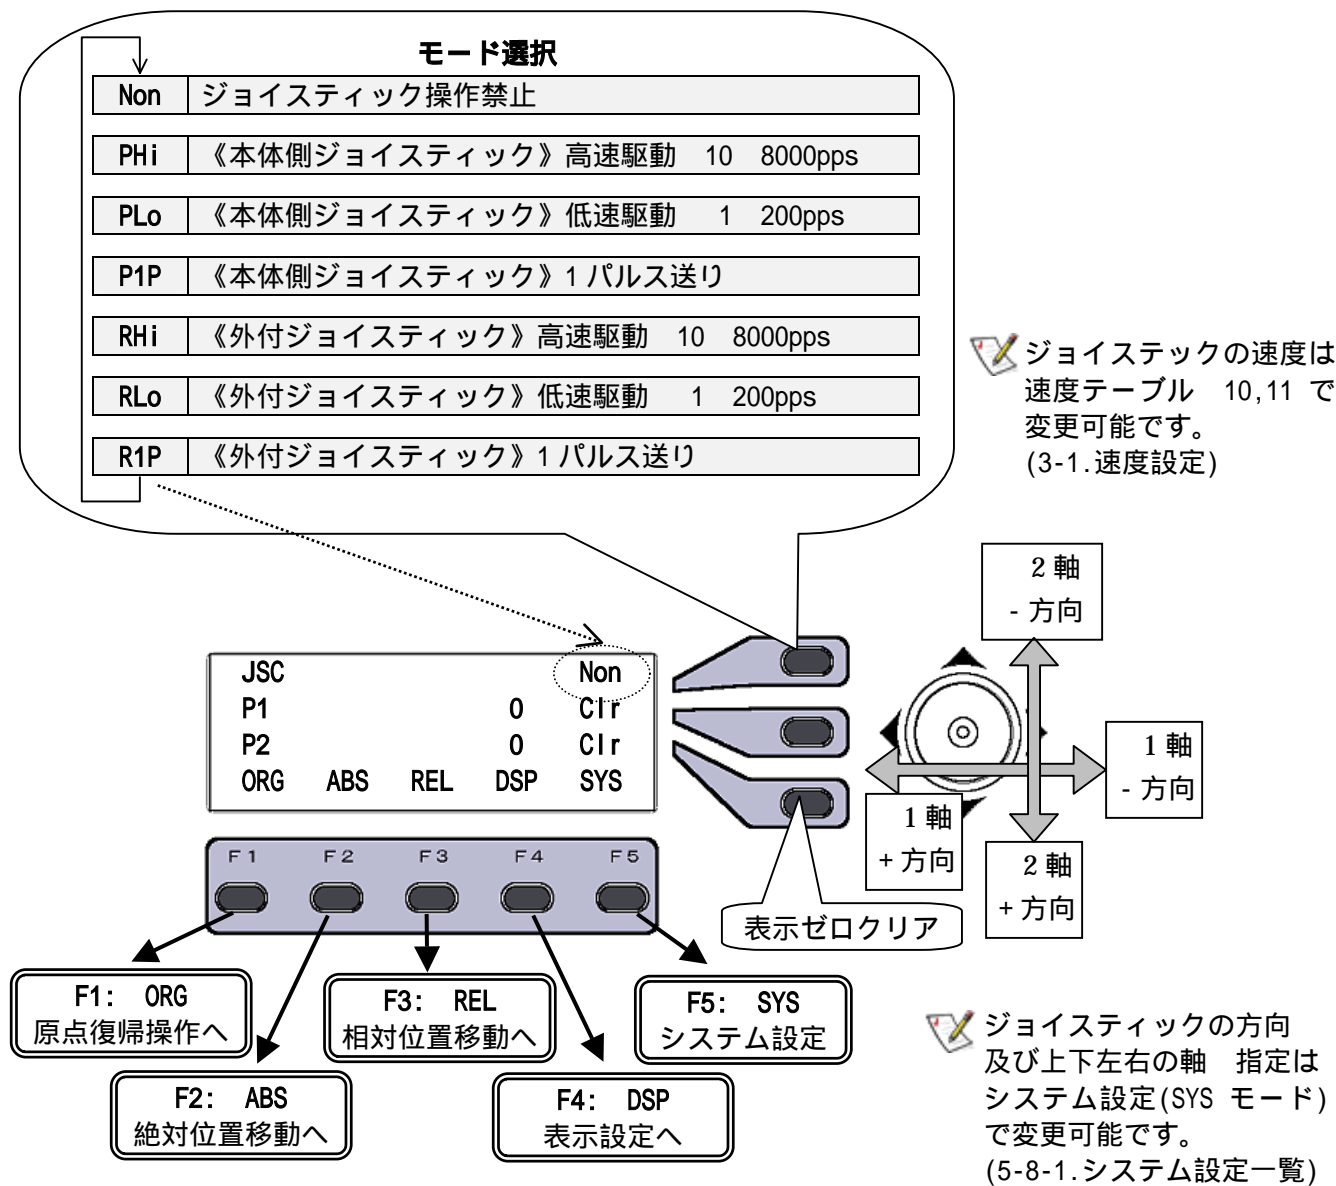 モード選択
Non ジョイスティック操作禁止
PHi 《本体側ジョイスティック》高速駆動 10 8000pps
PLo 《本体側ジョイスティック》低速駆動 1 200pps
P1P 《本体側ジョイスティック》1 パルス送り
RHi 《外付ジョイスティック》高速駆動 10 8000pps
RLo 《外付ジョイスティック》低速駆動 1 200pps
R1P 《外付ジョイスティック》1 パルス送り
ジョイステックの速度は
速度テーブル 10,11 で
変更可能です。
(3-1.速度設定)
JSC Non
P1 0 Clr
P2 0 Clr
ORG ABS REL DSP SYS
2 軸
- 方向
1 軸
- 方向
1 軸
+ 方向
2 軸
+ 方向
F1 F2 F3 F4 F5
表示ゼロクリア
F1: ORG
原点復帰操作へ
F2: ABS
絶対位置移動へ
F3: REL
相対位置移動へ
F4: DSP
表示設定へ
F5: SYS
システム設定
ジョイスティックの方向
及び上下左右の軸 指定は
システム設定(SYS モード)
で変更可能です。
(5-8-1.システム設定一覧)